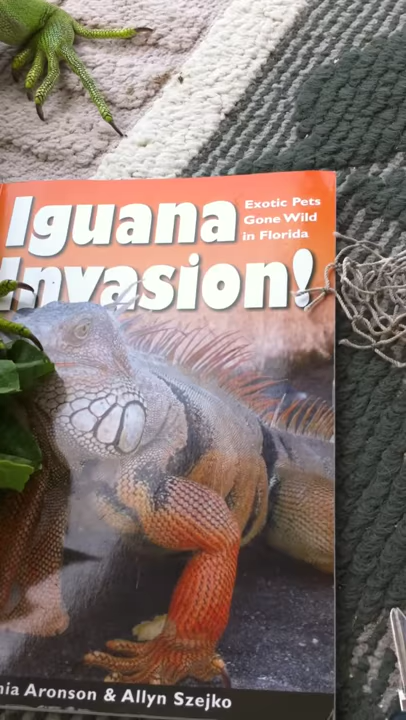 Iguana
Invasion!
Exotic Pets
Gone Wild
in Florida
Aronson & Allyn Szejko